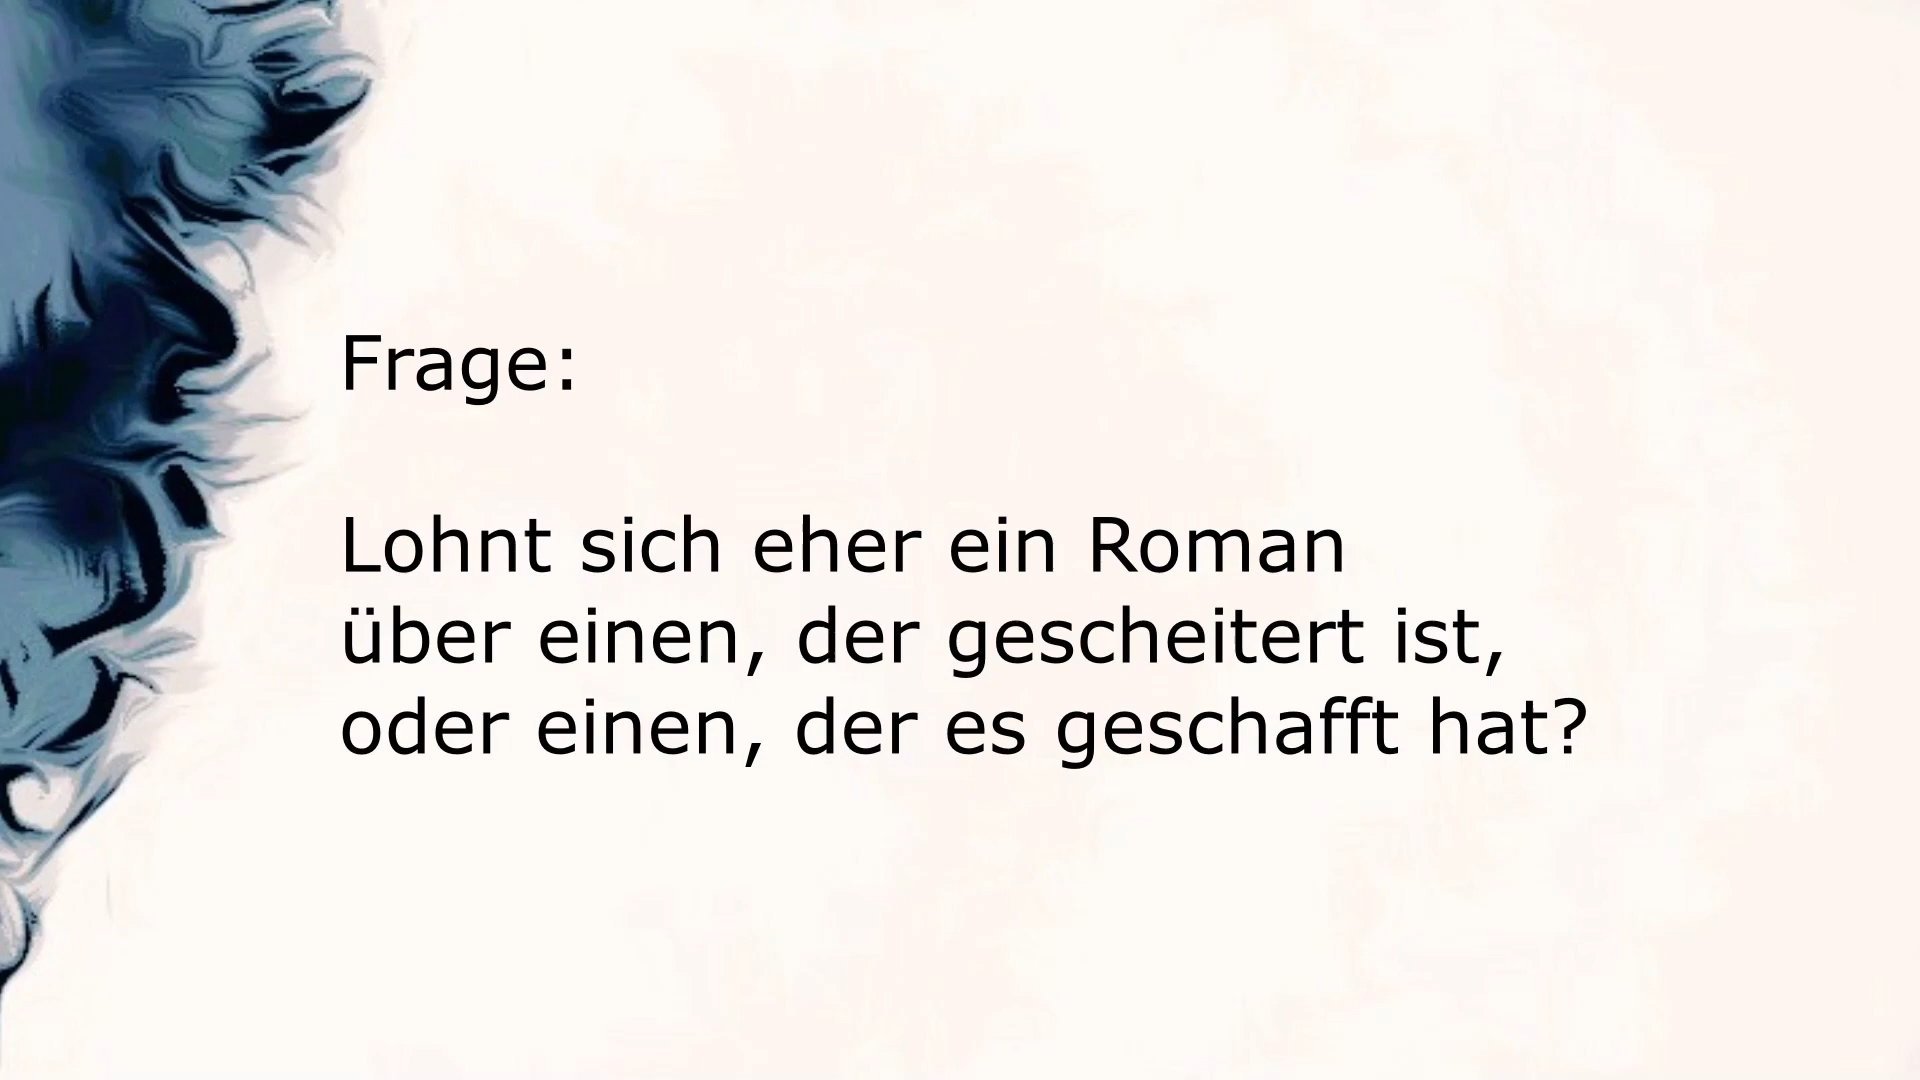 Frage:
Lohnt sich eher ein Roman
über einen, der gescheitert ist,
oder einen, der es geschafft hat?